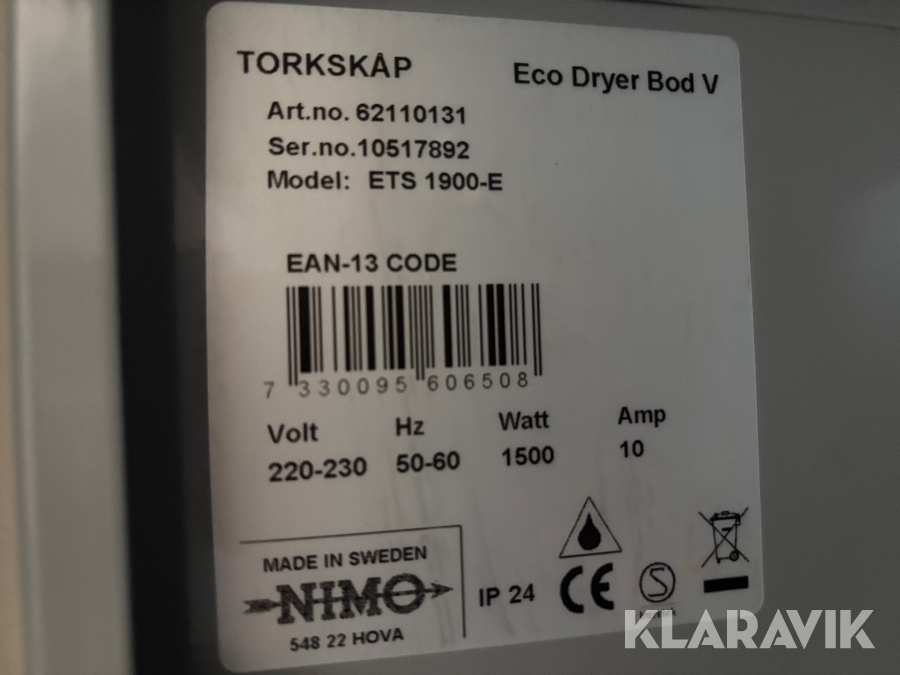 TORKSKÅP
Eco Dryer Bod V
Art.no. 62110131
Ser.no.10517892
Model: ETS 1900-E
EAN-13 CODE
7 330095 606508
Volt Hz Watt Amp
220-230 50-60 1500 10
MADE IN SWEDEN
NIMO
548 22 HOVA
IP 24
CE
S
KLARAVIK